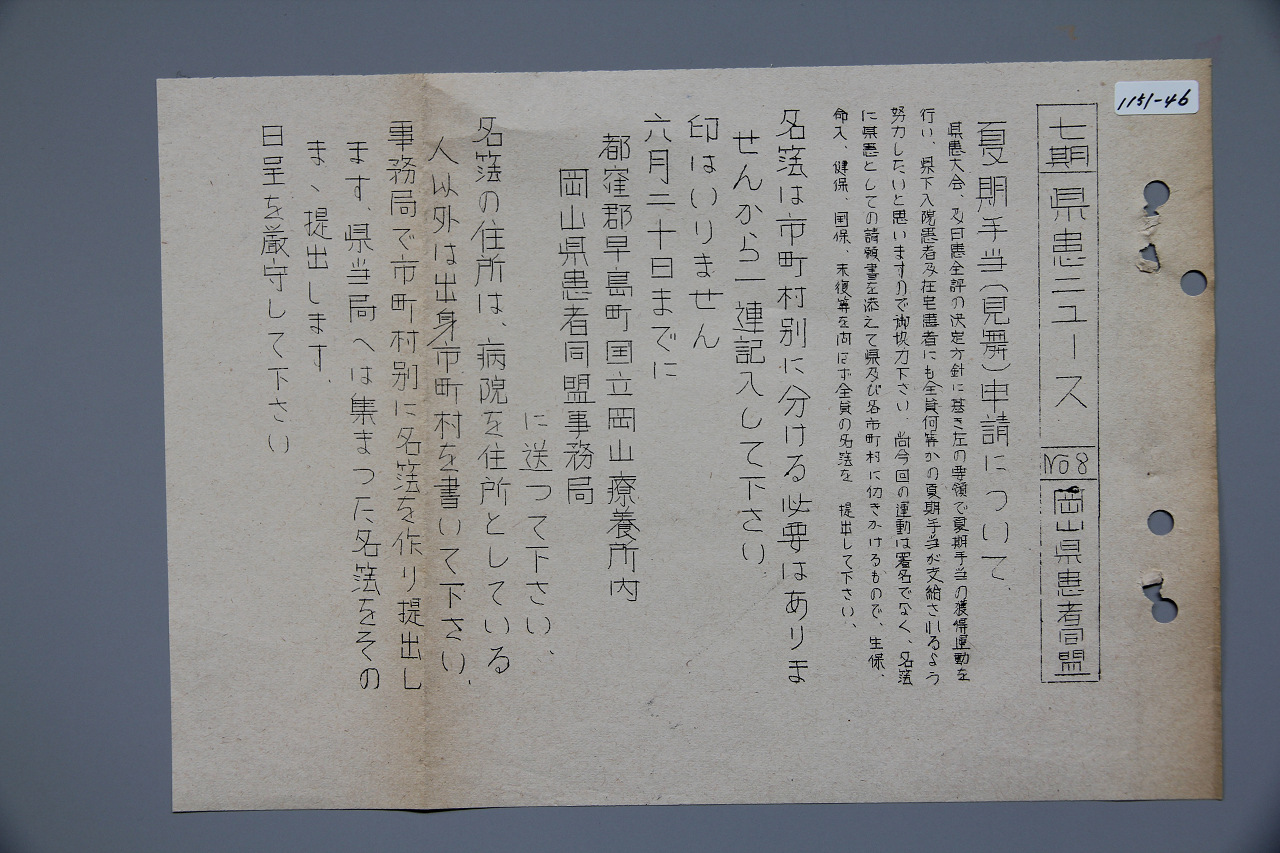 1151-46
七期 県患ニュース No8 岡山県患者同盟
夏期手当(見舞)申請について、
県患大会、及日患全評の決定方針に基き左の要領で夏期手当の獲得運動を
行い、県下入院患者及在宅患者にも全員何等かの夏期手当が支給されるよう
努力したいと思いますので御協力下さい、尚今回の運動は署名でなく、名簿
に県患としての請願書を添えて県及び各市町村に仂きかけるもので、生保、
命入、健保、国保、未復等を向はず全員の名簿を 提出して下さい、
名簿は市町村別に分ける必要はありま
せんから一連記入して下さい
印はいりません
六月三十日までに
都窪郡早島町国立岡山療養所内
岡山県患者同盟事務局
に送つて下さい、
名簿の住所は、病院を住所としている
人以外は出身市町村を書いて下さい、
事務局で市町村別に名簿を作り提出し
ます、県当局へは集まつた名簿をその
まゝ提出します、
日呈を厳守して下さい